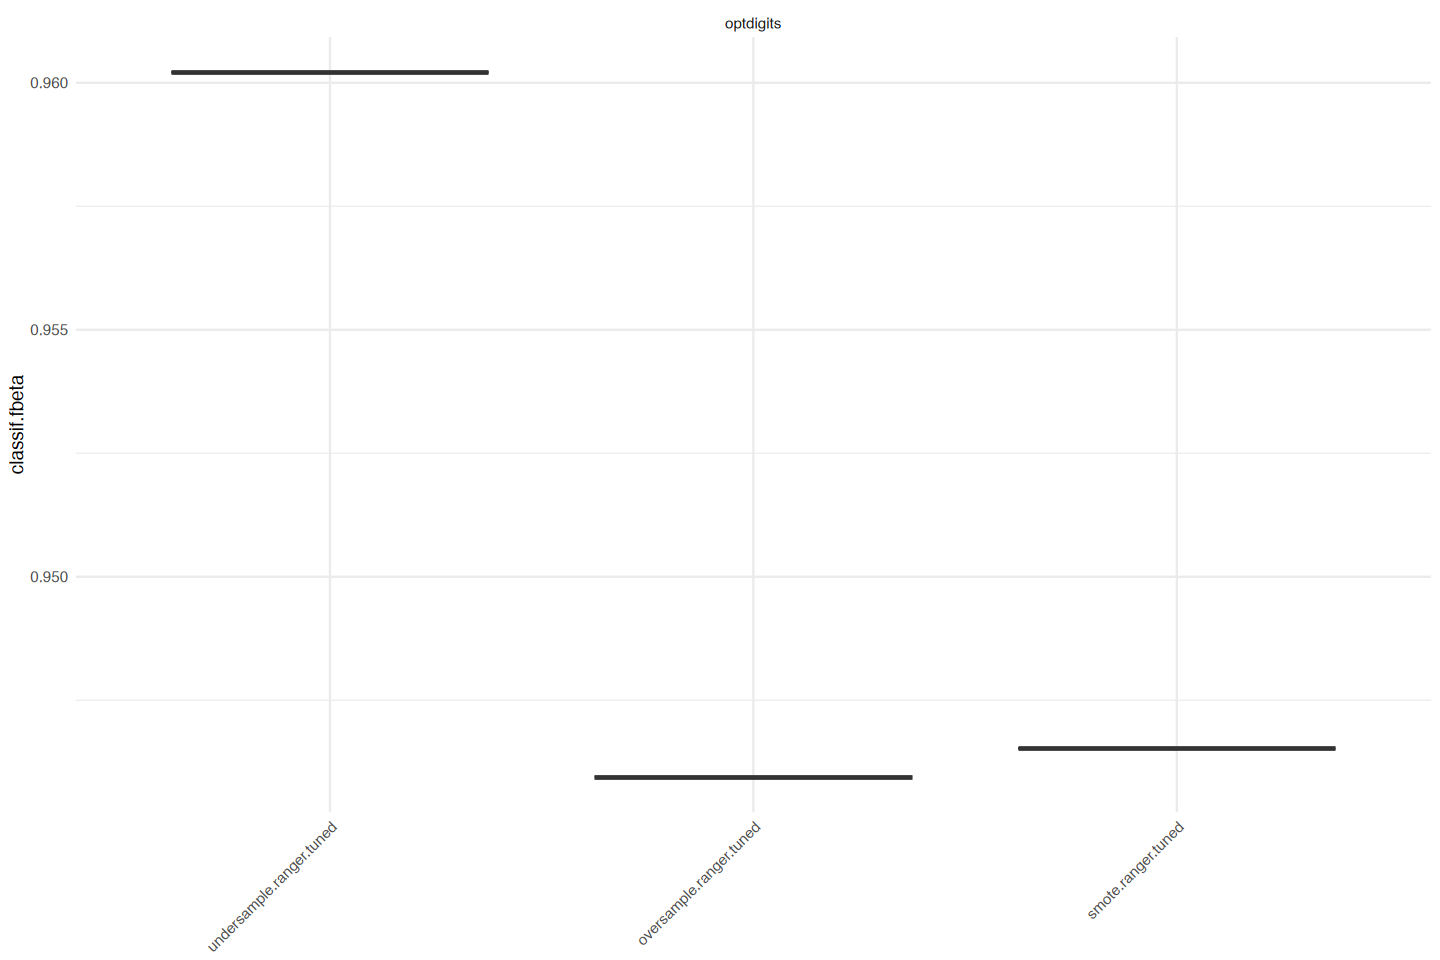 optdigits
0.960
0.955
0.950
classif.fbeta
undersample.ranger.tuned
oversample.ranger.tuned
smote.ranger.tuned